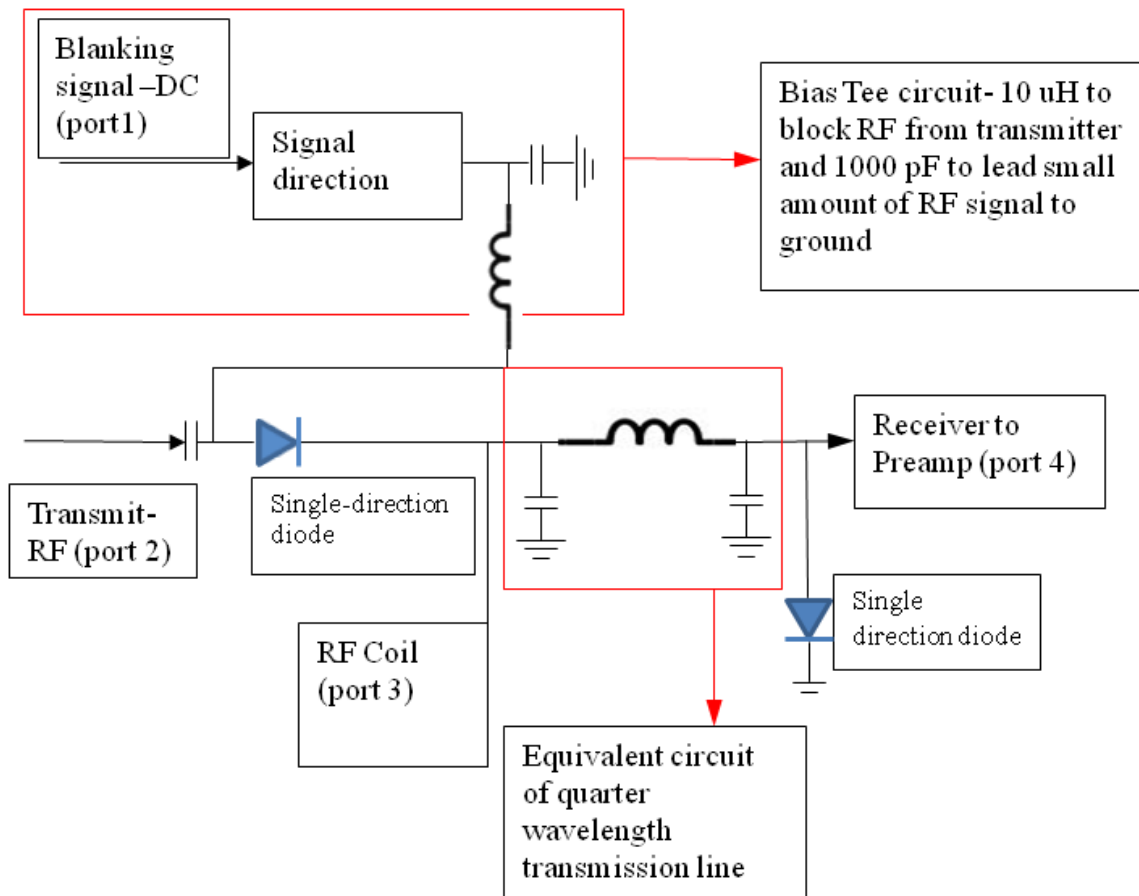 Blanking
signal –DC
(port1)
Signal
direction
Bias Tee circuit- 10 uH to
block RF from transmitter
and 1000 pF to lead small
amount of RF signal to
ground
Transmit-
RF (port 2)
Single-direction
diode
Receiver to
Preamp (port 4)
RF Coil
(port 3)
Single
direction diode
Equivalent circuit
of quarter
wavelength
transmission line